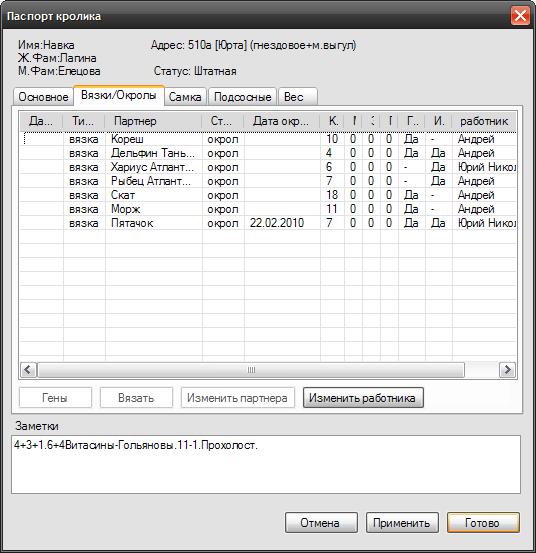 Паспорт кролика
Имя:Навка Адрес: 510а [Юрта] (гнездовое+м.выгул)
Ж.Фам:Лапина
М.Фам:Елецова Статус: Штатная
Основное Вязки/Окролы Самка Подсосные Вес
Да... Ти... Партнер Ст... Дата окр... К. М З Г Г.. И. работник
вязка Кореш окрол 10 0 0 0 Да - Андрей
вязка Дельфин Тань... окрол 4 0 0 0 Да Да Андрей
вязка Хариус Атлант... окрол 6 0 0 0 - Да Юрий Никол
вязка Рыбец Атлант... окрол 7 0 0 0 - Да Андрей
вязка Скат окрол 18 0 0 0 Да - Андрей
вязка Морж окрол 11 0 0 0 Да - Андрей
вязка Пятачок окрол 22.02.2010 7 0 0 0 Да Да Юрий Никол
Гены Вязать Изменить партнера Изменить работника
Заметки
4+3+1.6+4Витасины-Гольяновы.11-1.Прохолост.
Отмена Применить Готово